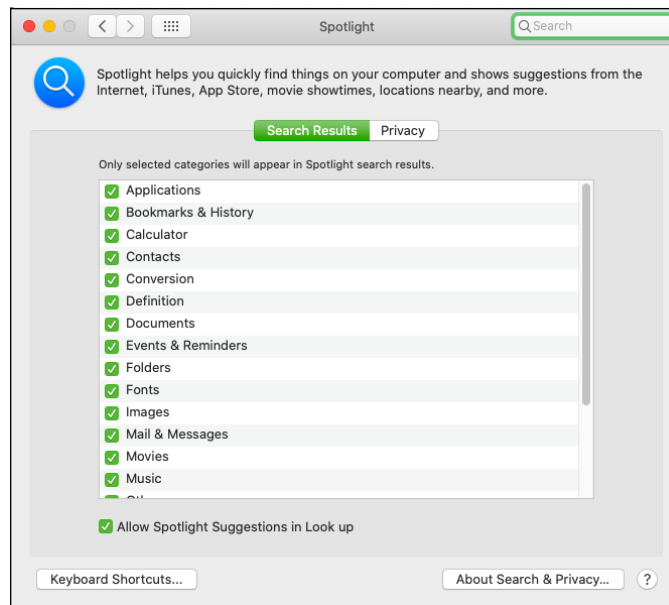 Spotlight
Search
Spotlight helps you quickly find things on your computer and shows suggestions from the
Internet, iTunes, App Store, movie showtimes, locations nearby, and more.
Search Results
Privacy
Only selected categories will appear in Spotlight search results.
Applications
Bookmarks & History
Calculator
Contacts
Conversion
Definition
Documents
Events & Reminders
Folders
Fonts
Images
Mail & Messages
Movies
Music
Allow Spotlight Suggestions in Look up
Keyboard Shortcuts...
About Search & Privacy...
?